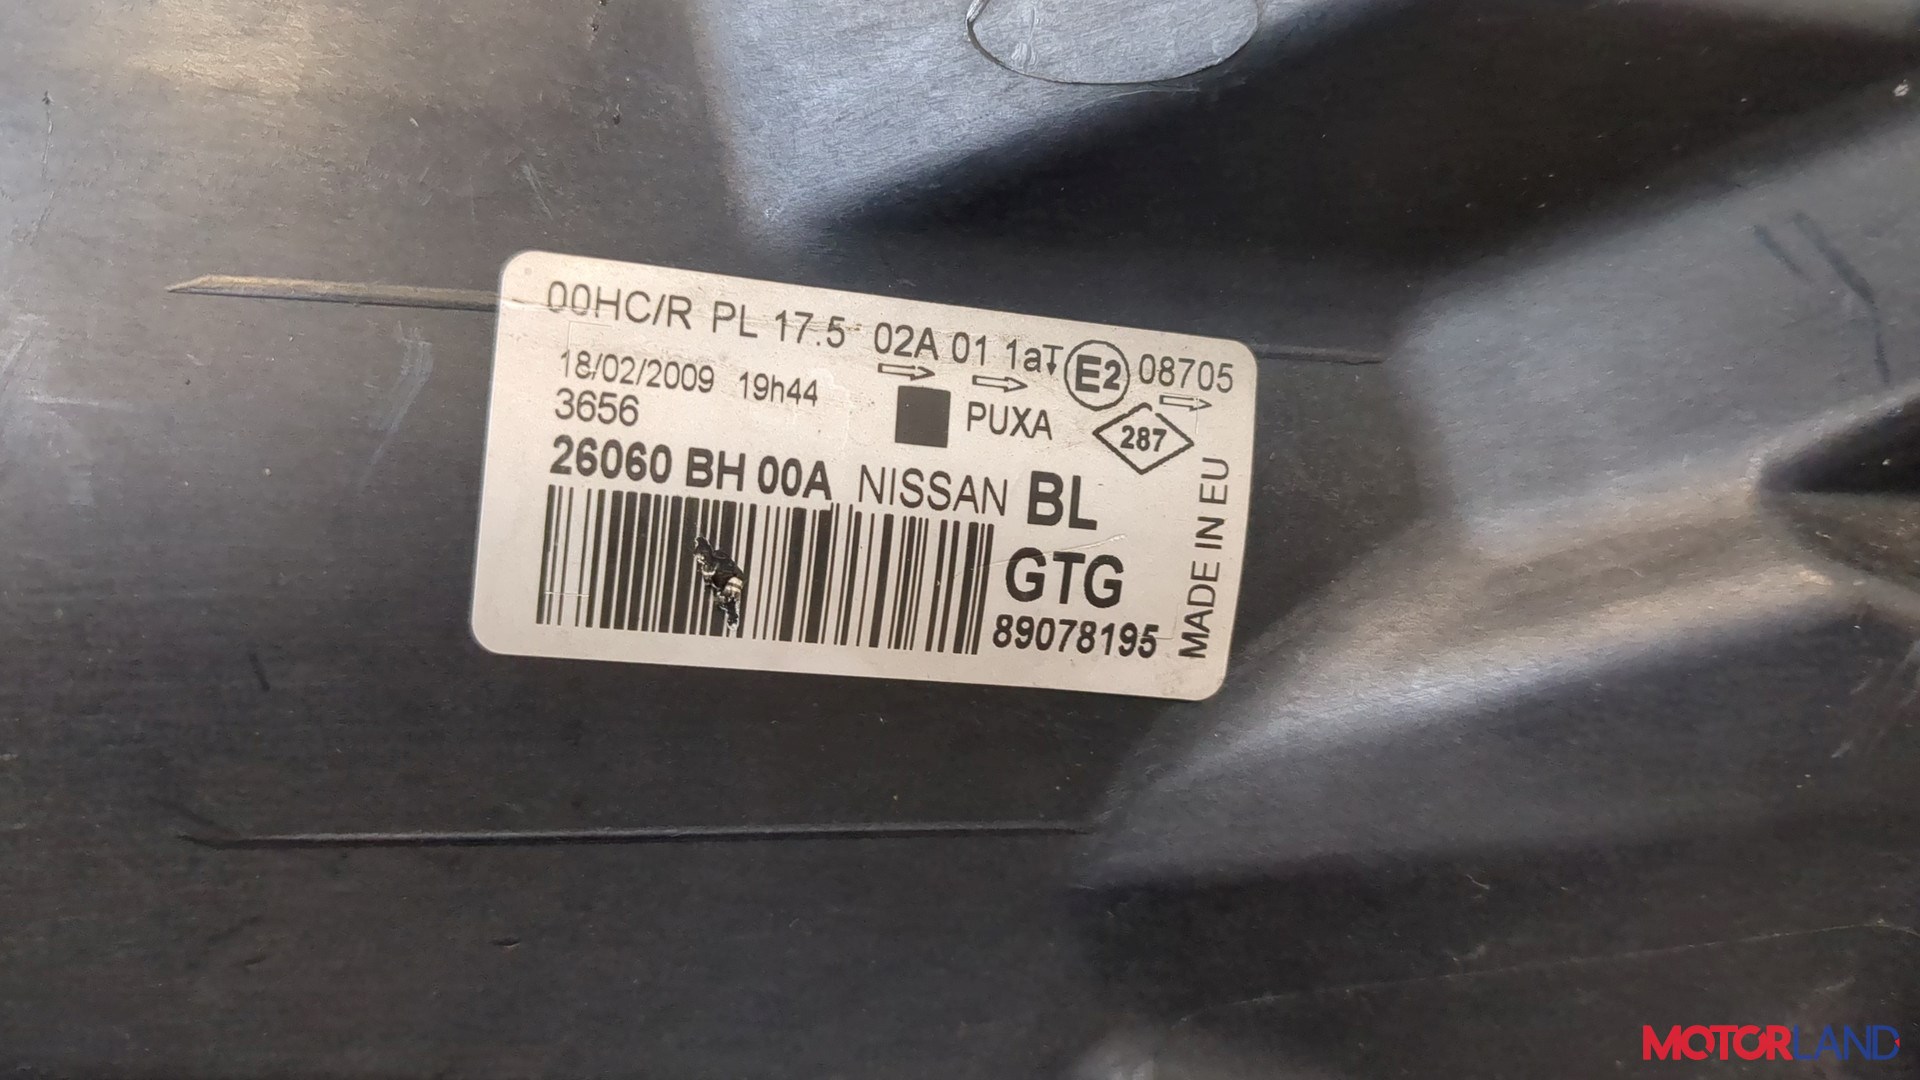 00HC/R PL 17.5 02A 01 1a E2 08705
18/02/2009 19h44
3656
PUXA
287
26060 BH 00A NISSAN BL
GTG
89078195
MADE IN EU
MOTORLAND